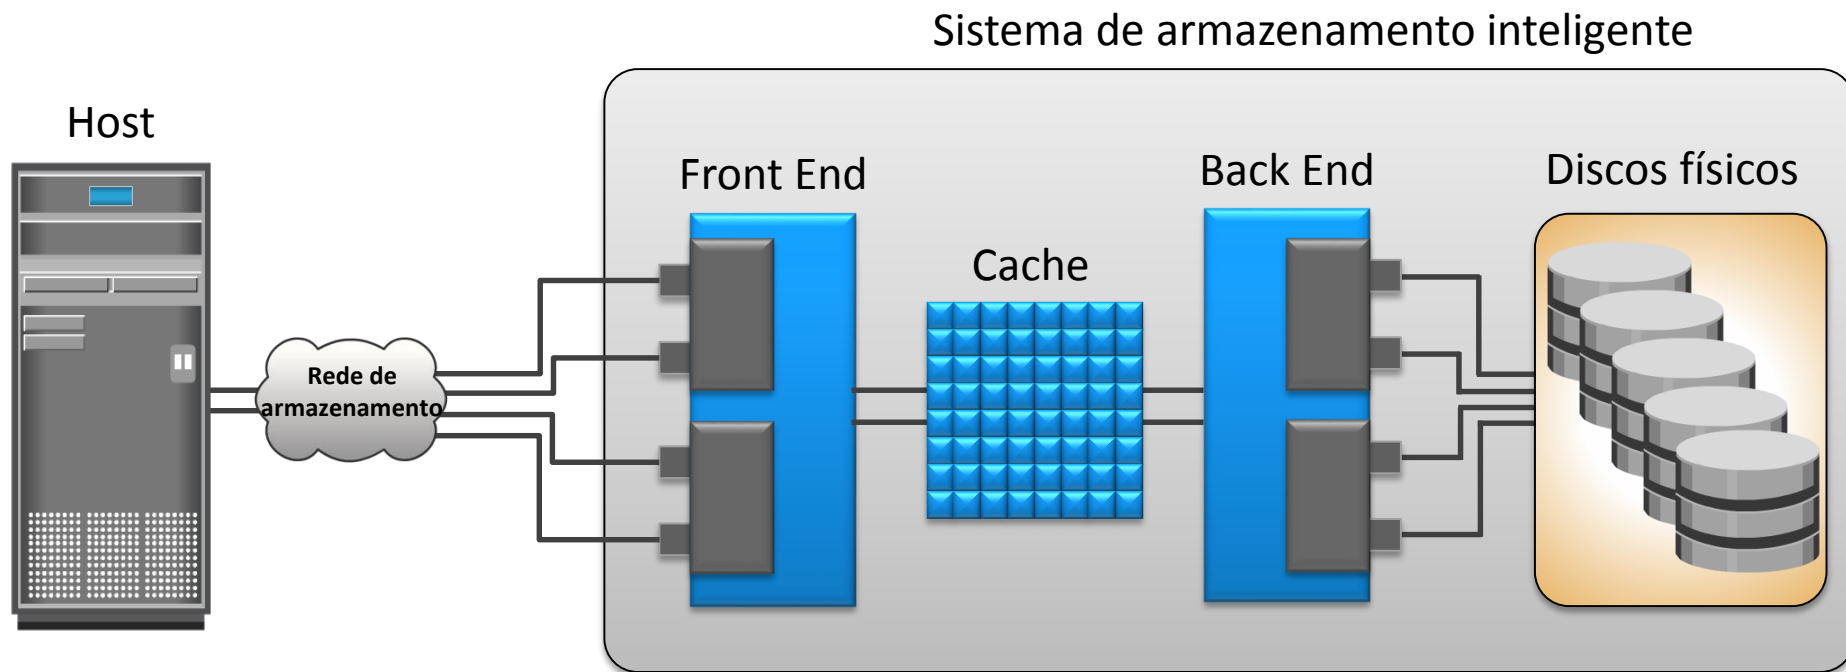 Sistema de armazenamento inteligente
Host
Front End
Back End
Discos físicos
Cache
Rede de
armazenamento